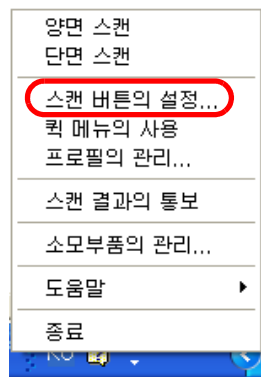 양면 스캔
단면 스캔
스캔 버튼의 설정...
퀵 메뉴의 사용
프로필의 관리...
스캔 결과의 통보
소모부품의 관리...
도움말
종료